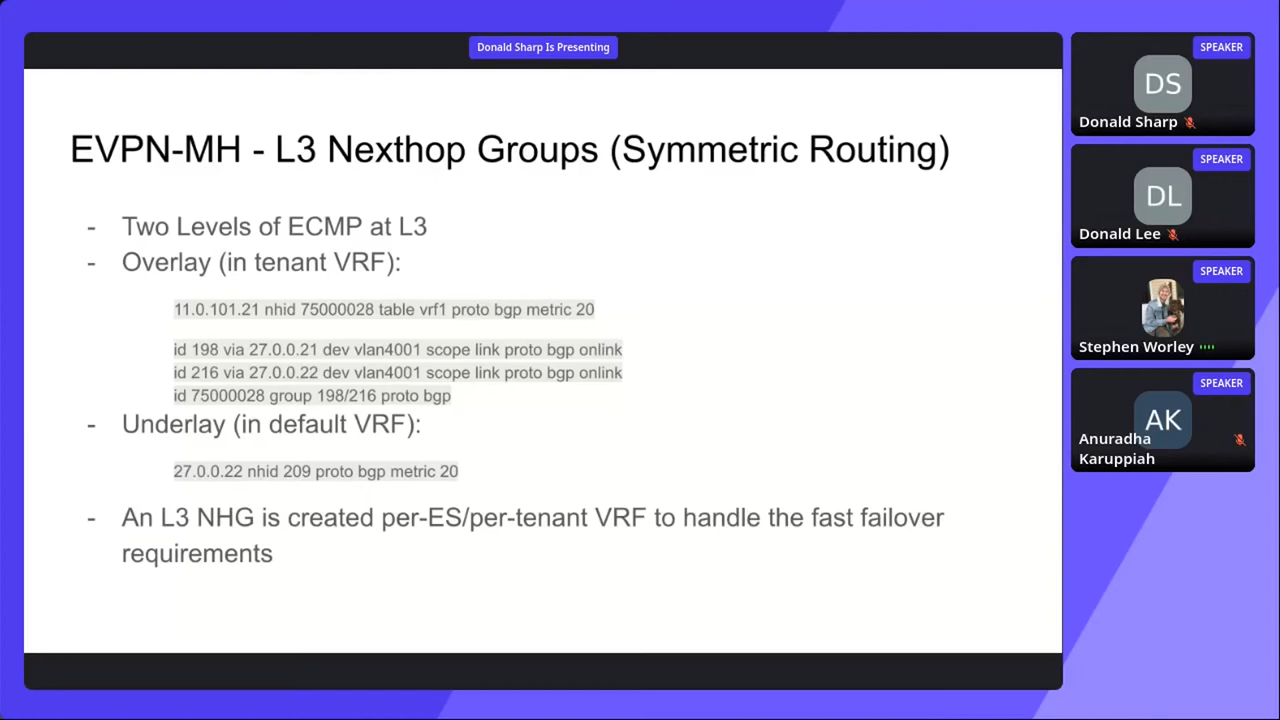 Donald Sharp Is Presenting
EVPN-MH - L3 Nexthop Groups (Symmetric Routing)
- Two Levels of ECMP at L3
- Overlay (in tenant VRF):
11.0.101.21 nhid 75000028 table vrf1 proto bgp metric 20
id 198 via 27.0.0.21 dev vlan4001 scope link proto bgp onlink
id 216 via 27.0.0.22 dev vlan4001 scope link proto bgp onlink
id 75000028 group 198/216 proto bgp
- Underlay (in default VRF):
27.0.0.22 nhid 209 proto bgp metric 20
- An L3 NHG is created per-ES/per-tenant VRF to handle the fast failover
requirements
SPEAKER
DS
Donald Sharp
SPEAKER
DL
Donald Lee
SPEAKER
Stephen Worley
SPEAKER
AK
Anuradha
Karuppiah